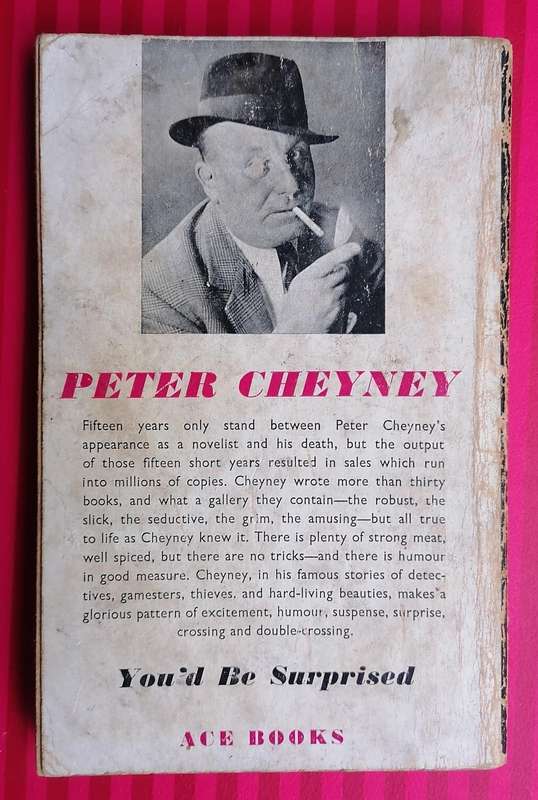 PETER CHEYNEY
Fifteen years only stand between Peter Cheyney's
appearance as a novelist and his death, but the output
of those fifteen short years resulted in sales which run
into millions of copies. Cheyney wrote more than thirty
books, and what a gallery they contain—the robust, the
slick, the seductive, the grim, the amusing—but all true
to life as Cheyney knew it. There is plenty of strong meat,
well spiced, but there are no tricks—and there is humour
in good measure. Cheyney, in his famous stories of detec-
tives, gamesters, thieves, and hard-living beauties, makes a
glorious pattern of excitement, humour, suspense, surprise,
crossing and double-crossing.
You'd Be Surprised
ACE BOOKS